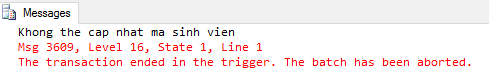 Messages
Khong the cap nhat ma sinh vien
Msg 3609, Level 16, State 1, Line 1
The transaction ended in the trigger. The batch has been aborted.